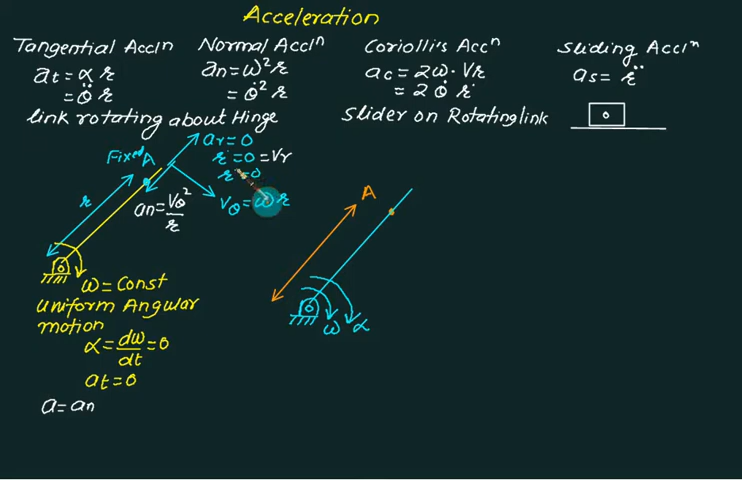 Acceleration
Tangential Acclⁿ
at = α r
= θ̈ r
Normal Acclⁿ
an = ω² r
= θ̇² r
Coriolli's Accⁿ
ac = 2ω · Vr
= 2 θ̇ ṙ
Sliding Acclⁿ
as = r̈
link rotating about Hinge
Slider on Rotating link
Fixed A
ar = 0
ṙ = 0 = Vr
r̈ = 0
Vθ = ω r
an = Vθ²/r
r
ω = Const
Uniform Angular
motion
α = dω/dt = 0
at = 0
a = an
A
ω α